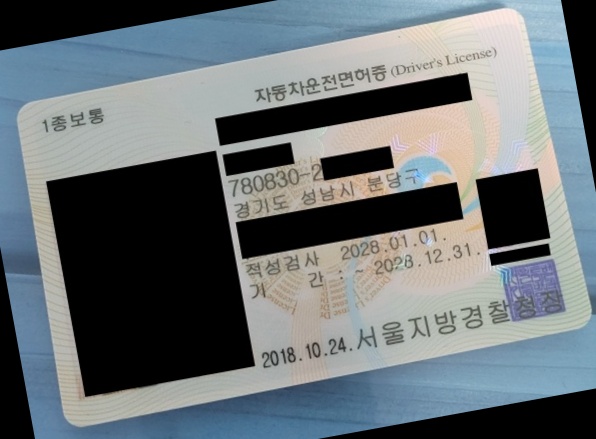 자동차운전면허증 (Driver's License)
1종보통
780830-2
경기도 성남시 분당구
적성검사 2028.01.01.
기 간 : ~ 2028.12.31.
2018.10.24. 서울지방경찰청장